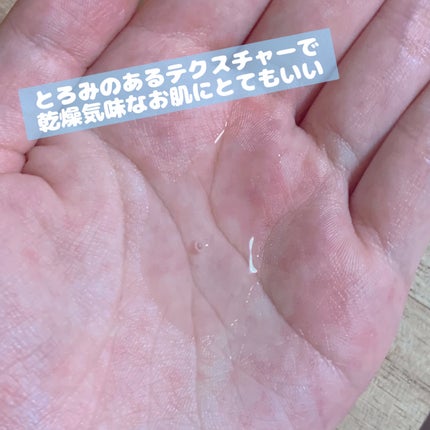 とろみのあるテクスチャーで
乾燥気味なお肌にとてもいい